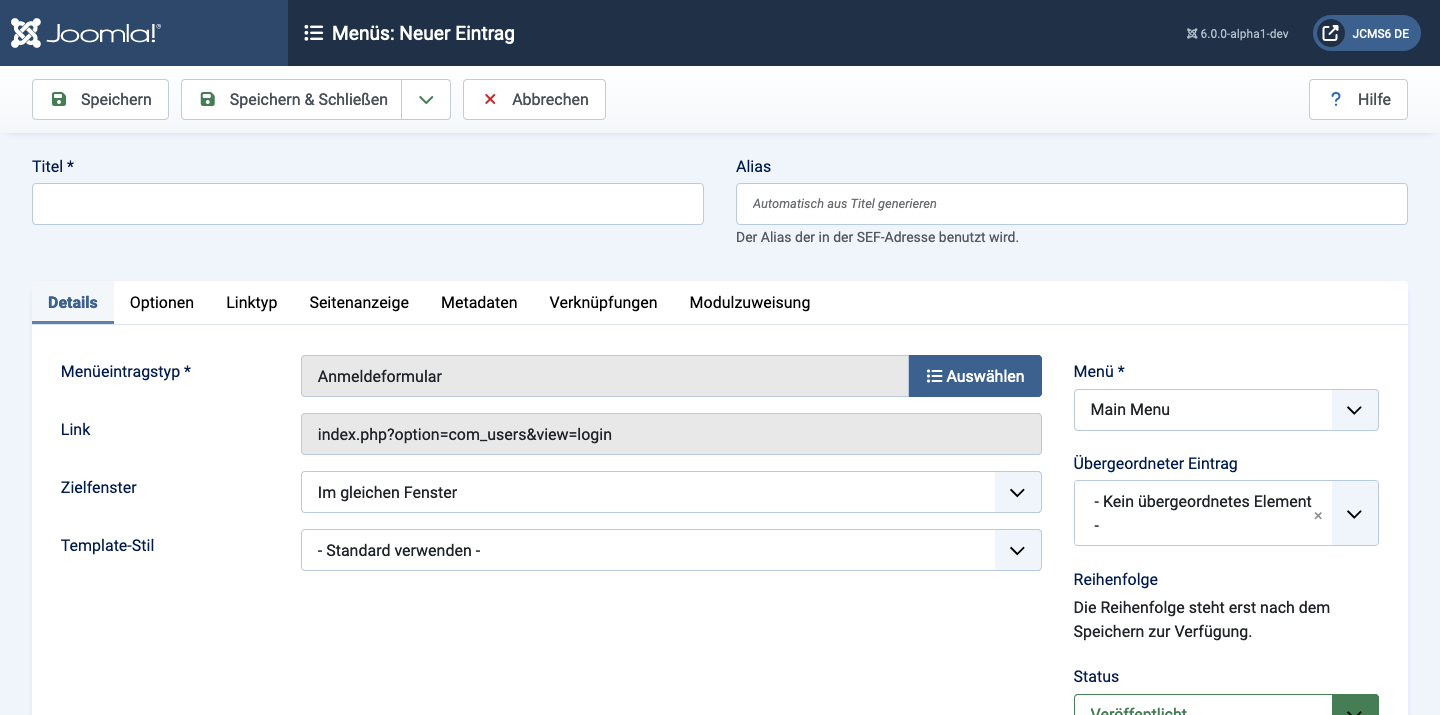 Joomla!®
Menüs: Neuer Eintrag
6.0.0-alpha1-dev
JCMS6 DE
Speichern
Speichern & Schließen
Abbrechen
? Hilfe
Titel *
Alias
Automatisch aus Titel generieren
Der Alias der in der SEF-Adresse benutzt wird.
Details
Optionen
Linktyp
Seitenanzeige
Metadaten
Verknüpfungen
Modulzuweisung
Menüeintragstyp *
Anmeldeformular
Auswählen
Link
index.php?option=com_users&view=login
Zielfenster
Im gleichen Fenster
Template-Stil
- Standard verwenden -
Menü *
Main Menu
Übergeordneter Eintrag
- Kein übergeordnetes Element
-
Reihenfolge
Die Reihenfolge steht erst nach dem
Speichern zur Verfügung.
Status
Veröffentlicht